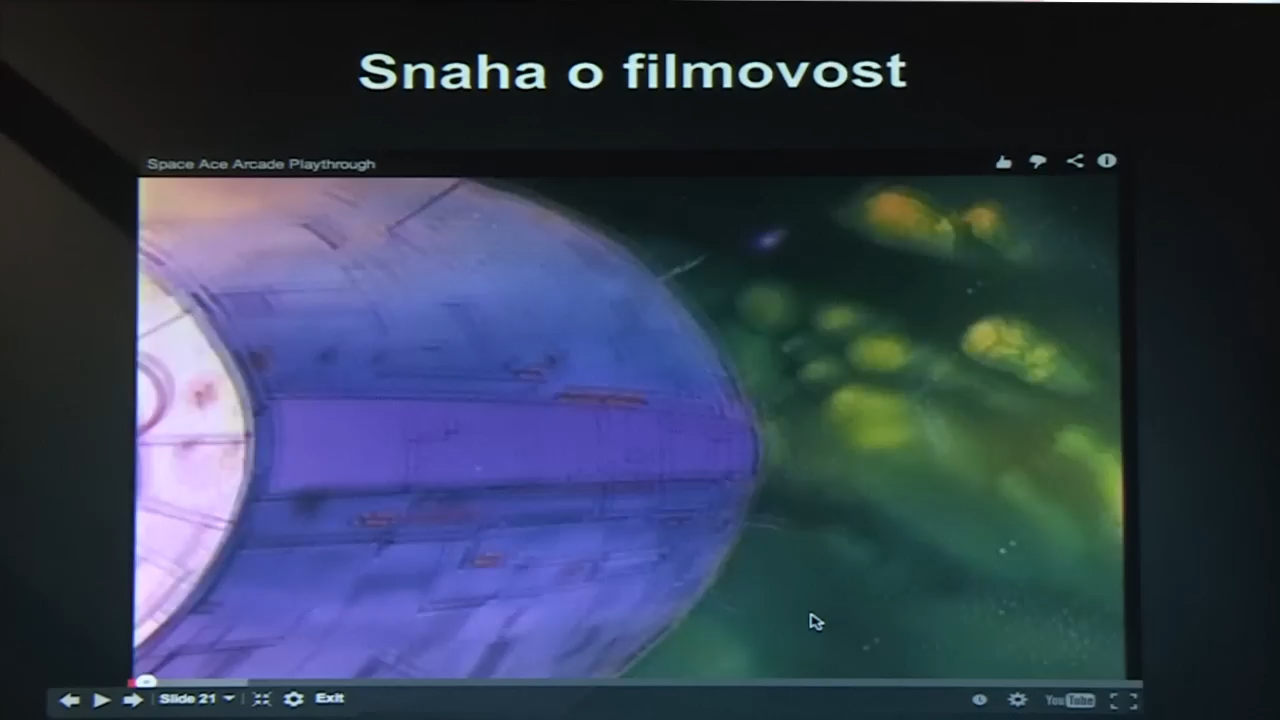 Snaha o filmovost
Space Ace Arcade Playthrough
Slide 21
Exit
YouTube